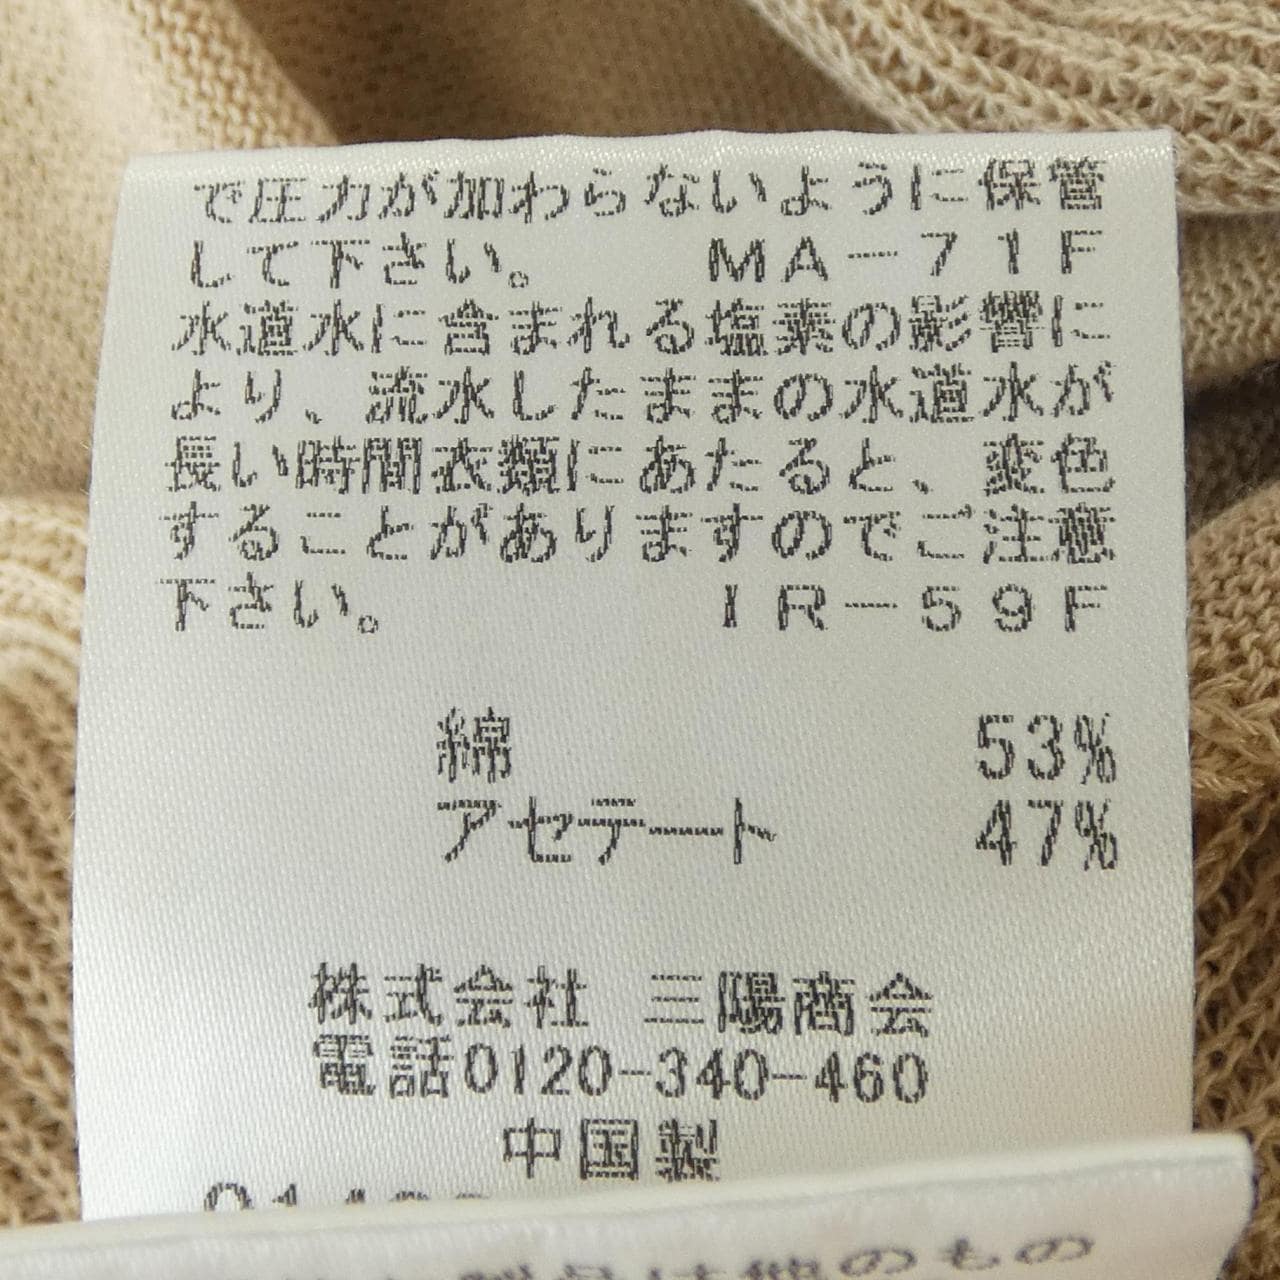 で圧力が加わらないように保管
して下さい。 MA-71F
水道水に含まれる塩素の影響に
より、流水したままの水道水が
長い時間衣類にあたると、変色
することがありますのでご注意
下さい。 IR-59F
綿 53%
アセテート 47%
株式会社 三陽商会
電話0120-340-460
中国製
は他のもの